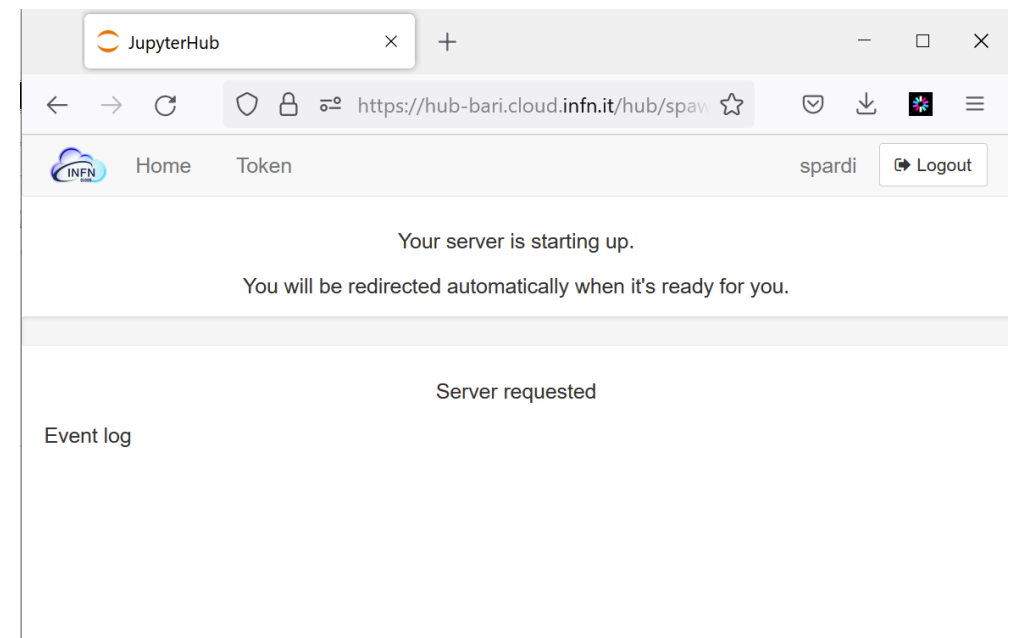 JupyterHub
https://hub-bari.cloud.infn.it/hub/spaw
INFN
Home
Token
spardi
Logout
Your server is starting up.
You will be redirected automatically when it's ready for you.
Server requested
Event log